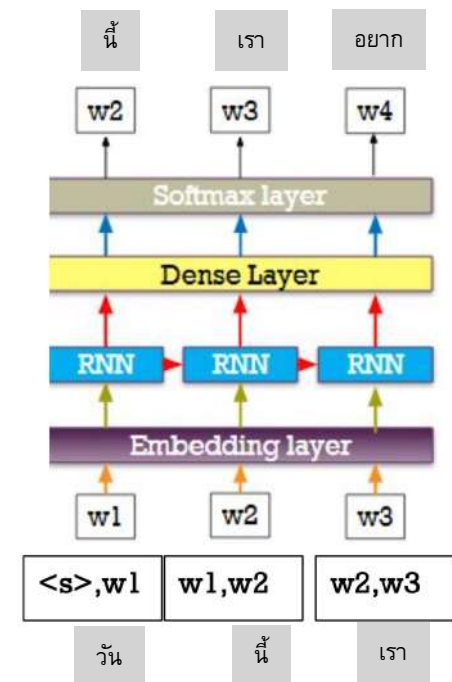 นี้ เรา อยาก
w2 w3 w4
Softmax layer
Dense Layer
RNN RNN RNN
Embedding layer
w1 w2 w3
<s>,w1 w1,w2 w2,w3
วัน นี้ เรา